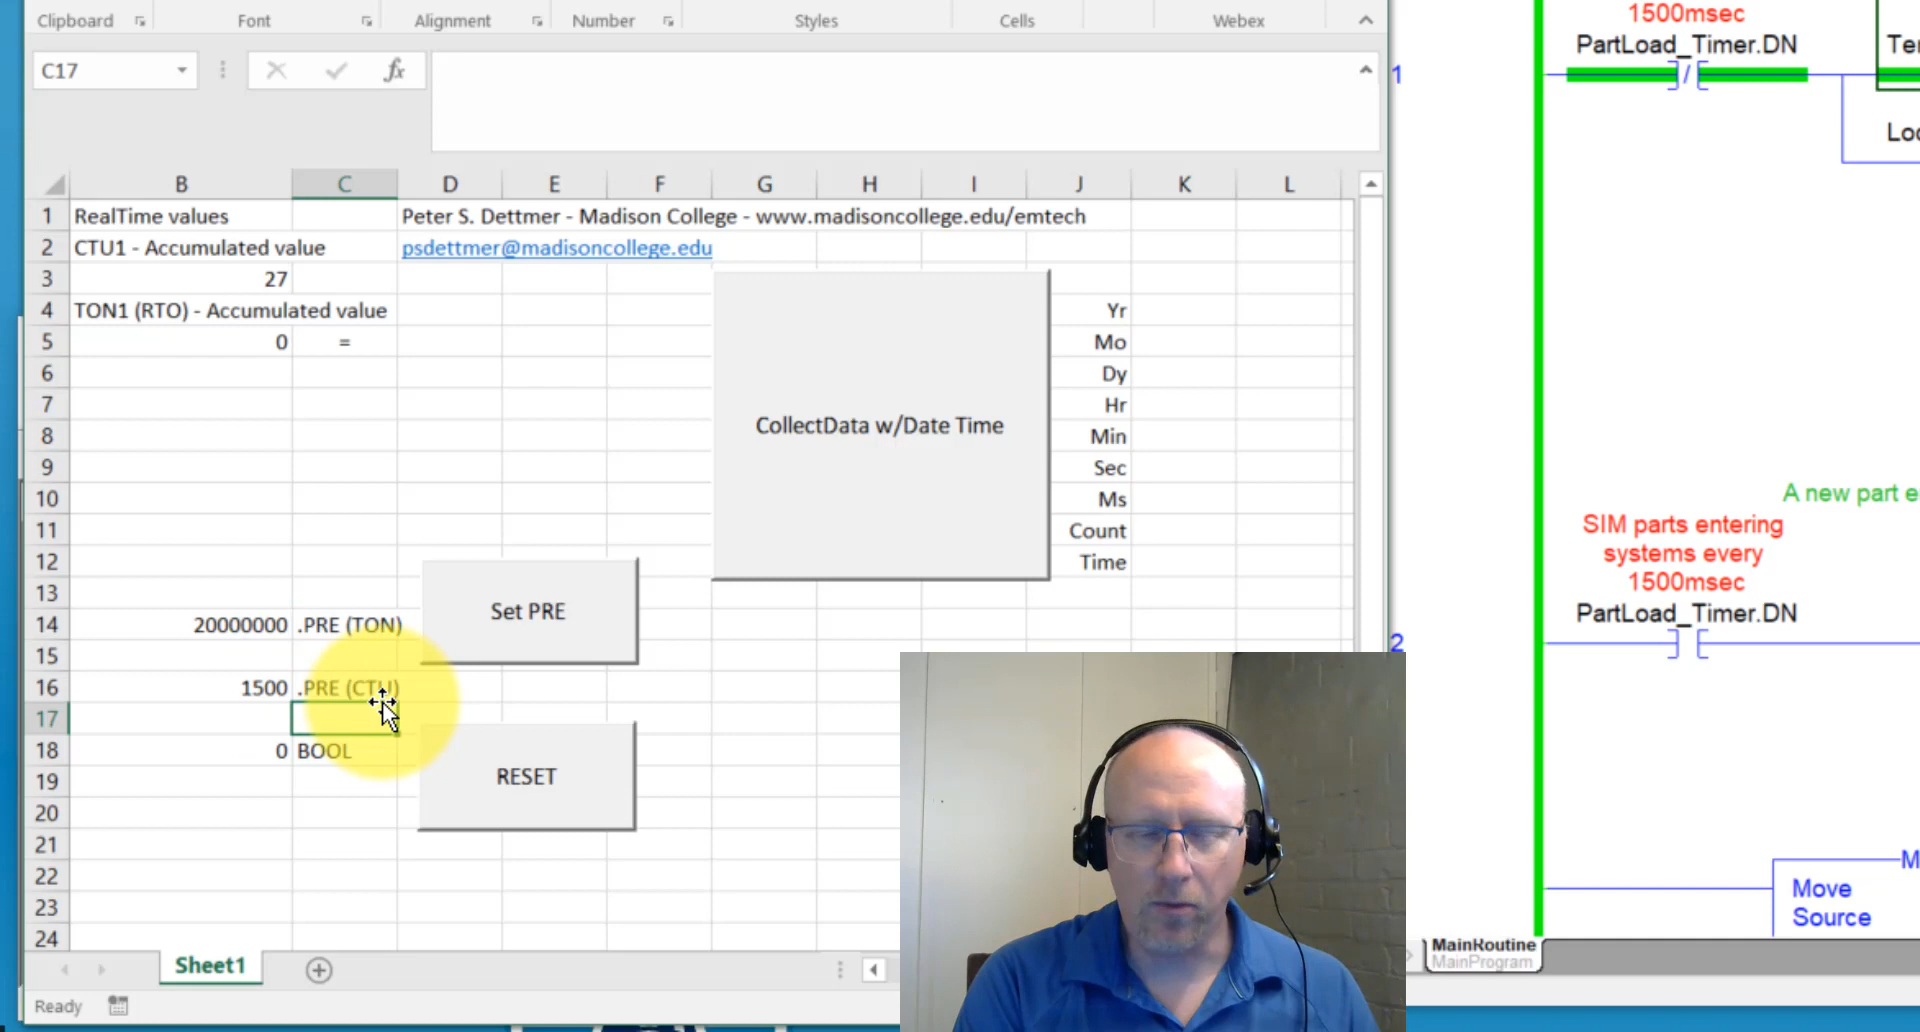 Clipboard Font Alignment Number Styles Cells Webex
C17 fx
B C D E F G H I J K L
1 RealTime values Peter S. Dettmer - Madison College - www.madisoncollege.edu/emtech
2 CTU1 - Accumulated value psdettmer@madisoncollege.edu
3 27
4 TON1 (RTO) - Accumulated value Yr
5 0 = Mo
6 Dy
7 Hr
8 Min
CollectData w/Date Time
9 Sec
10 Ms
11 Count
12 Time
13
Set PRE
14 20000000 .PRE (TON)
15
16 1500 .PRE (CTU)
17
18 0 BOOL
RESET
19
20
21
22
23
24
Sheet1
Ready
1500msec
PartLoad_Timer.DN
1
A new part
SIM parts entering
systems every
1500msec
PartLoad_Timer.DN
2
Move
Source
MainRoutine
MainProgram